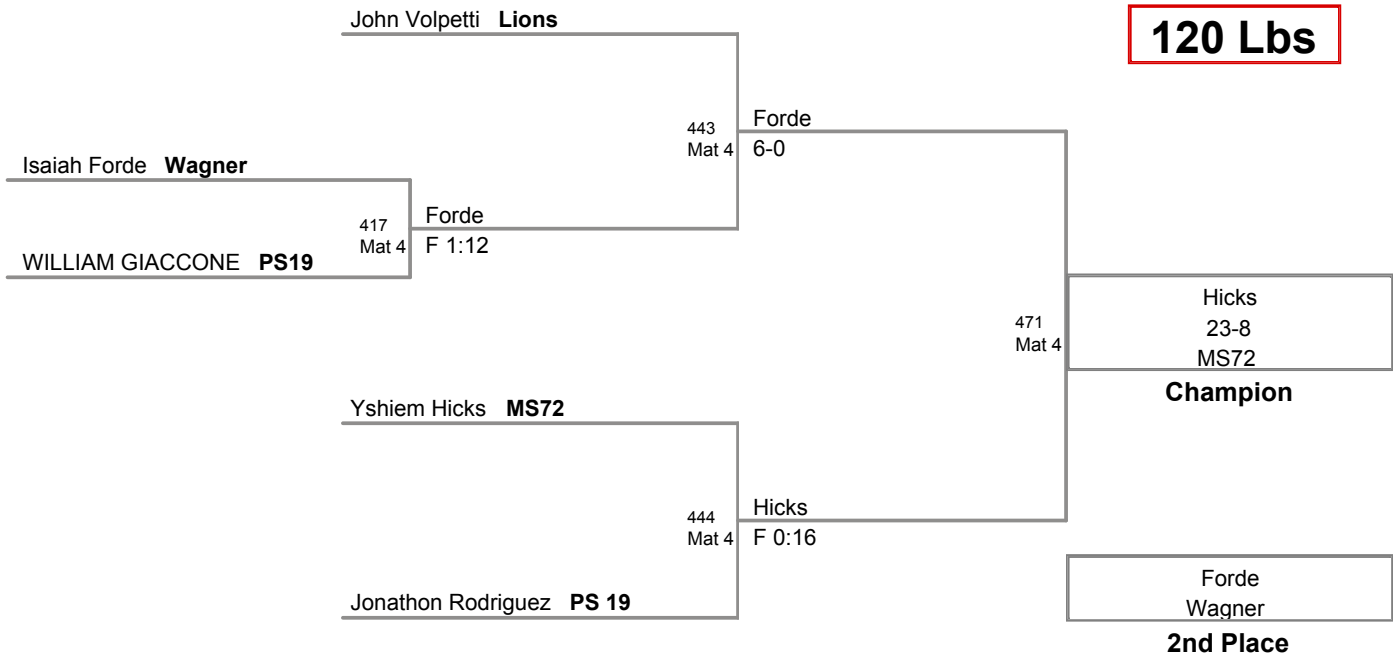 John Volpetti Lions
120 Lbs
443
Mat 4
Forde
6-0
Isaiah Forde Wagner
417
Mat 4
Forde
F 1:12
WILLIAM GIACCONE PS19
471
Mat 4
Hicks
23-8
MS72
Champion
Yshiem Hicks MS72
444
Mat 4
Hicks
F 0:16
Jonathon Rodriguez PS 19
Forde
Wagner
2nd Place